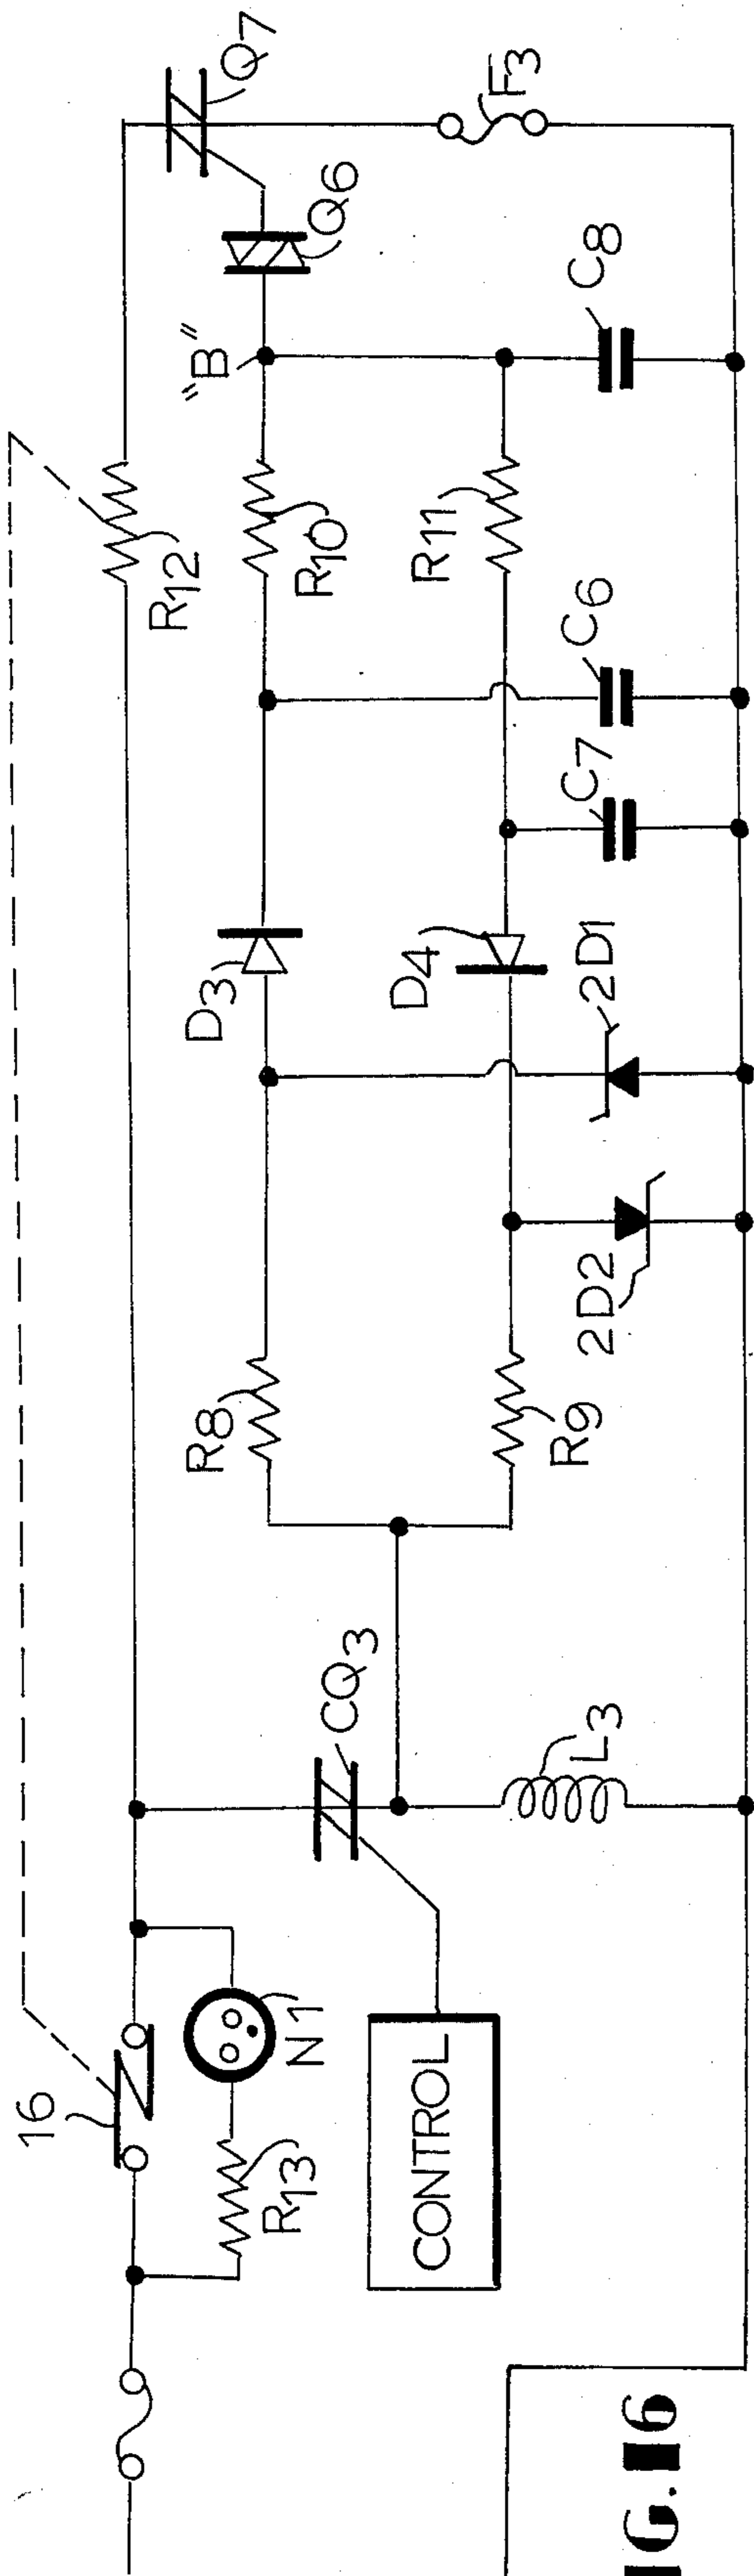 16
R13
N1
CONTROL
CQ3
L3
R8
R9
2D2
2D1
D3
D4
C7
C6
R12
R10
R11
"B"
C8
Q6
Q7
F3
IG.16